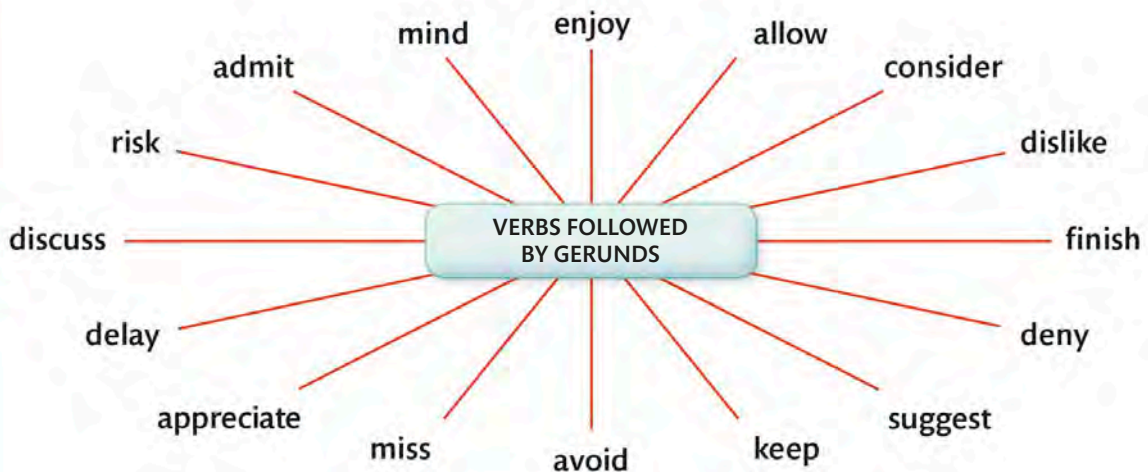 enjoy
mind
allow
admit
consider
risk
dislike
VERBS FOLLOWED
BY GERUNDS
discuss
finish
delay
deny
appreciate
suggest
miss
keep
avoid